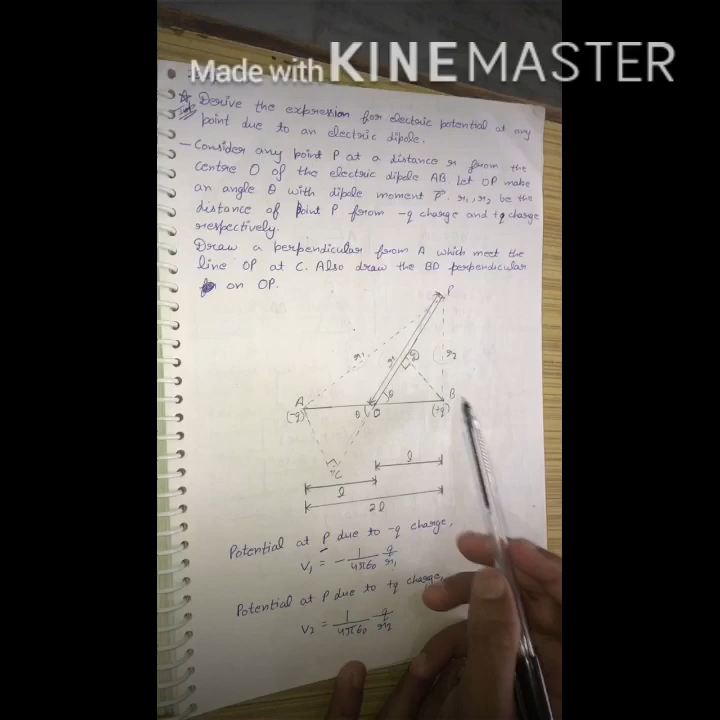 Made with KINEMASTER
Derive the expression for electric potential at any
point due to an electric dipole.
- Consider any point P at a distance r from the
centre O of the electric dipole AB. Let OP make
an angle θ with dipole moment P⃗. r₁, r₂ be the
distance of point P from -q charge and +q charge
respectively.
Draw a perpendicular from A which meet the
line OP at C. Also draw the BD perpendicular
on OP.
P
r₁
r
D
r₂
A
B
θ
(-q)
θ
O
(+q)
C
l
l
2l
Potential at P due to -q charge,
V₁ = - 1/4πε₀ q/r₁
Potential at P due to +q charge,
V₂ = 1/4πε₀ q/r₂